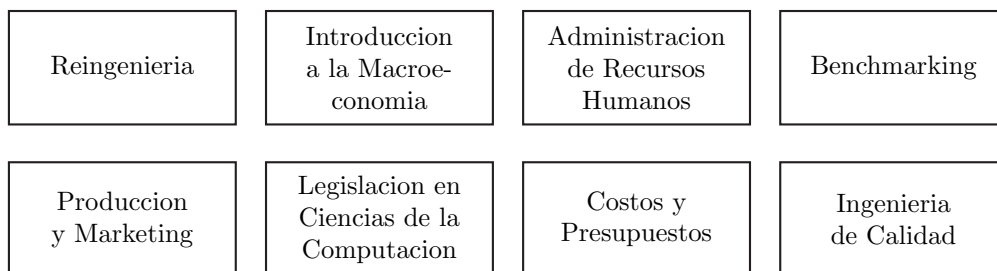 Reingenieria
Introduccion
a la Macroe-
conomia
Administracion
de Recursos
Humanos
Benchmarking
Produccion
y Marketing
Legislacion en
Ciencias de la
Computacion
Costos y
Presupuestos
Ingenieria
de Calidad